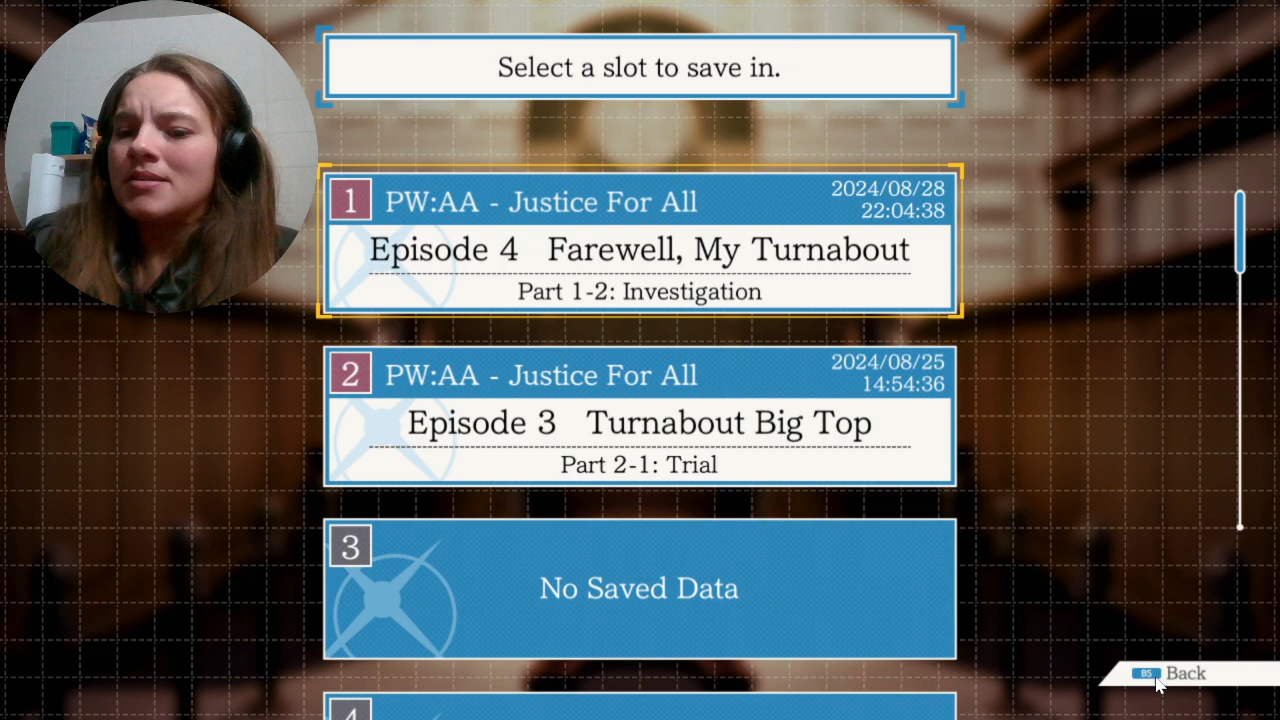 Select a slot to save in.
1 PW:AA - Justice For All 2024/08/28
22:04:38
Episode 4 Farewell, My Turnabout
Part 1-2: Investigation
2 PW:AA - Justice For All 2024/08/25
14:54:36
Episode 3 Turnabout Big Top
Part 2-1: Trial
3
No Saved Data
BS Back
4